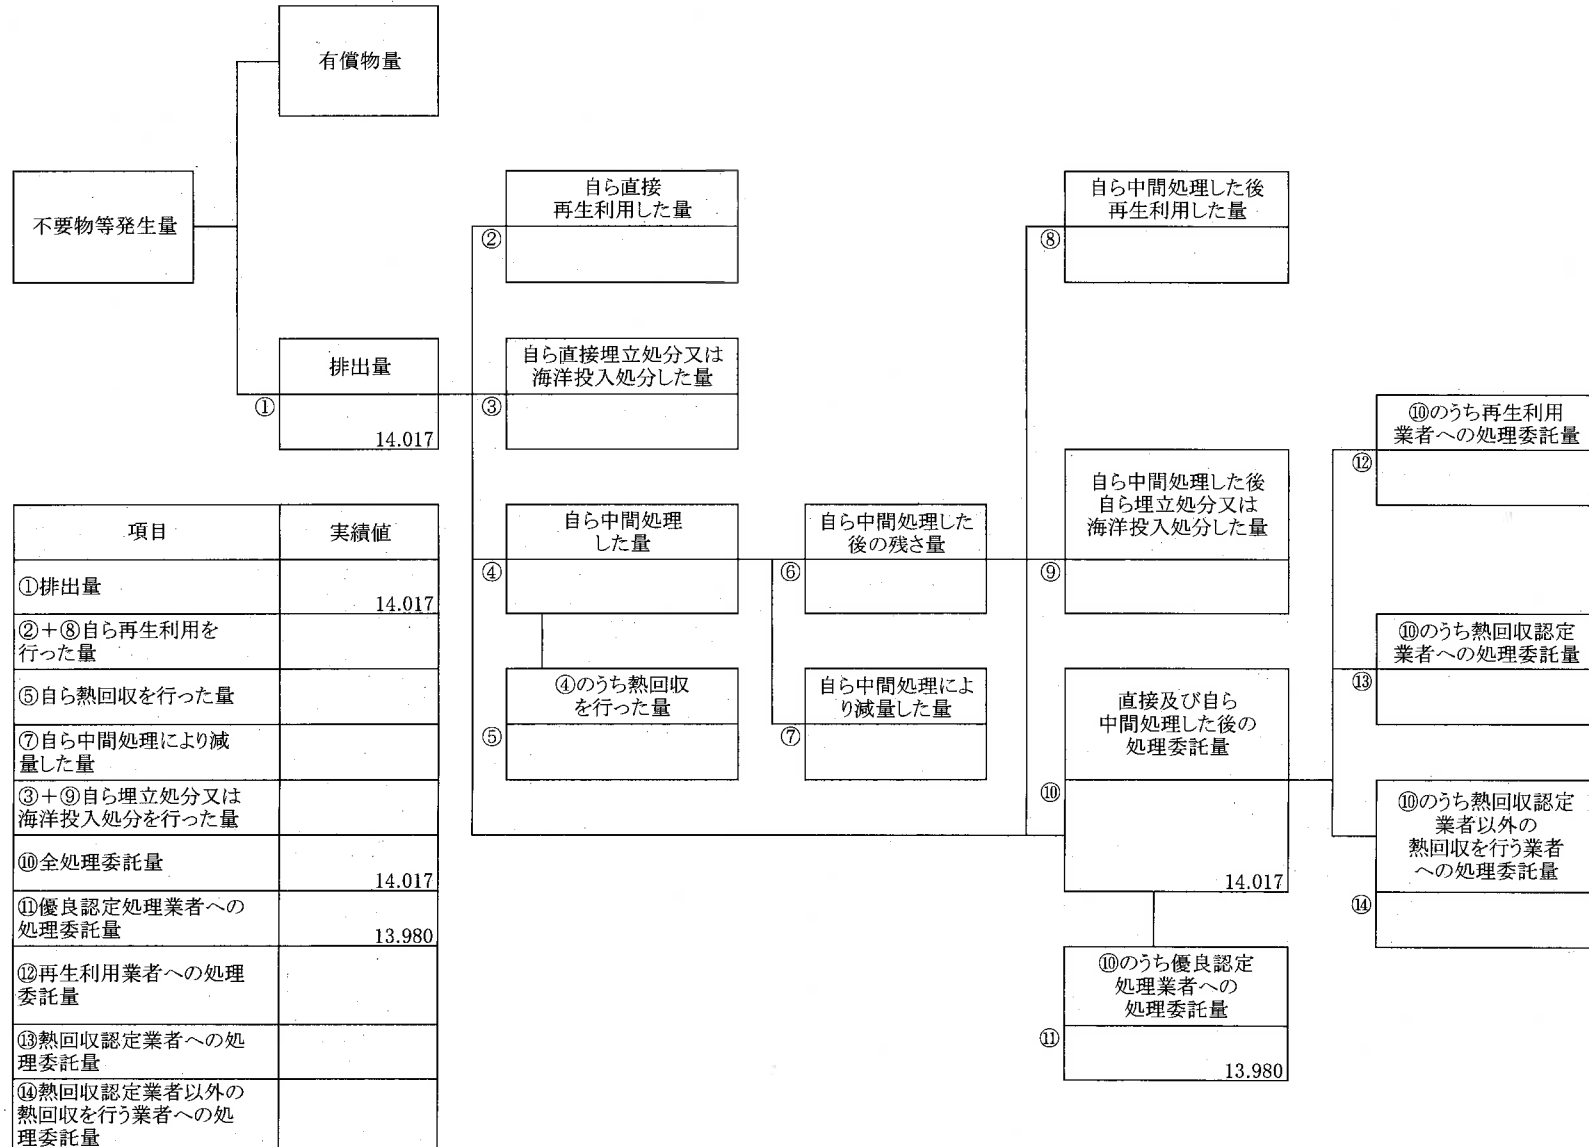 有償物量
不要物等発生量
自ら直接
再生利用した量
②
自ら中間処理した後
再生利用した量
⑧
排出量
①
14.017
自ら直接埋立処分又は
海洋投入処分した量
③
⑩のうち再生利用
業者への処理委託量
⑫
自ら中間処理
した量
④
自ら中間処理した
後の残さ量
⑥
自ら中間処理した後
自ら埋立処分又は
海洋投入処分した量
⑨
⑩のうち熱回収認定
業者への処理委託量
⑬
④のうち熱回収
を行った量
⑤
自ら中間処理によ
り減量した量
⑦
直接及び自ら
中間処理した後の
処理委託量
⑩
14.017
⑩のうち熱回収認定
業者以外の
熱回収を行う業者
への処理委託量
⑭
⑩のうち優良認定
処理業者への
処理委託量
⑪
13.980
項目 実績値
①排出量
14.017
②+⑧自ら再生利用を
行った量
⑤自ら熱回収を行った量
⑦自ら中間処理により減
量した量
③+⑨自ら埋立処分又は
海洋投入処分を行った量
⑩全処理委託量
14.017
⑪優良認定処理業者への
処理委託量
13.980
⑫再生利用業者への処理
委託量
⑬熱回収認定業者への処
理委託量
⑭熱回収認定業者以外の
熱回収を行う業者への処
理委託量